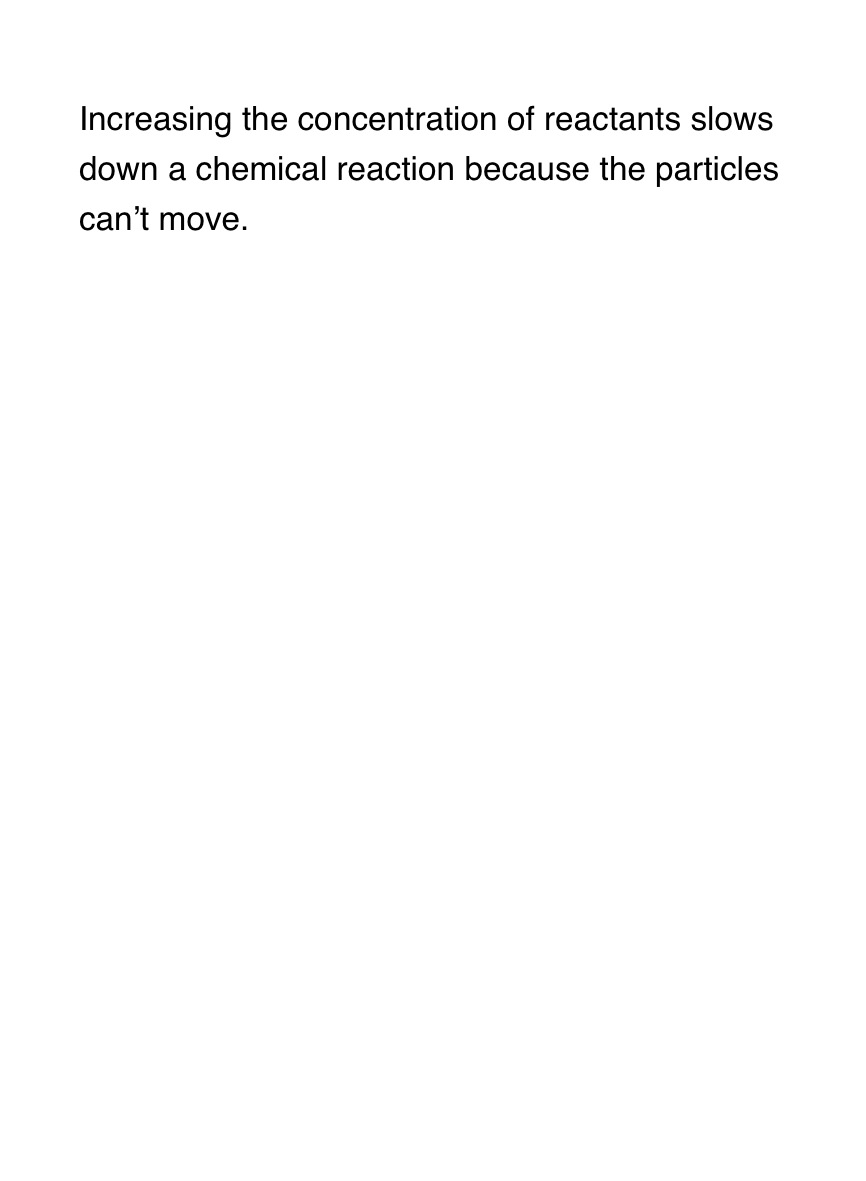 Increasing the concentration of reactants slows
down a chemical reaction because the particles
can’t move.